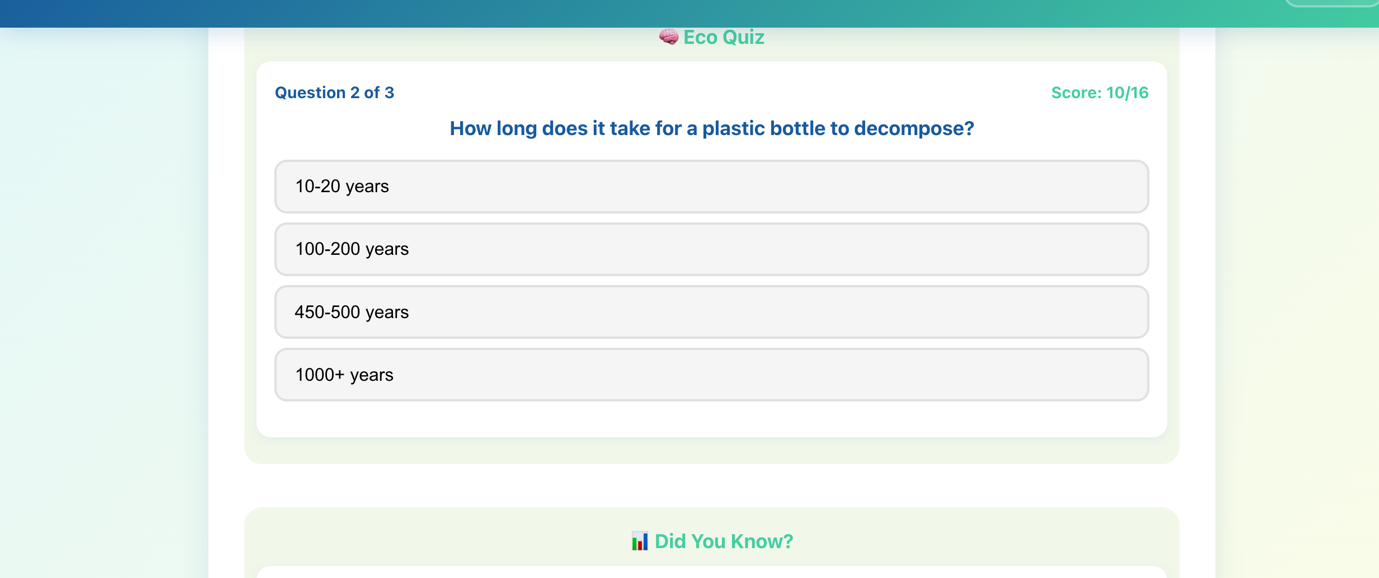 🧠 Eco Quiz
Question 2 of 3
Score: 10/16
How long does it take for a plastic bottle to decompose?
10-20 years
100-200 years
450-500 years
1000+ years
📊 Did You Know?